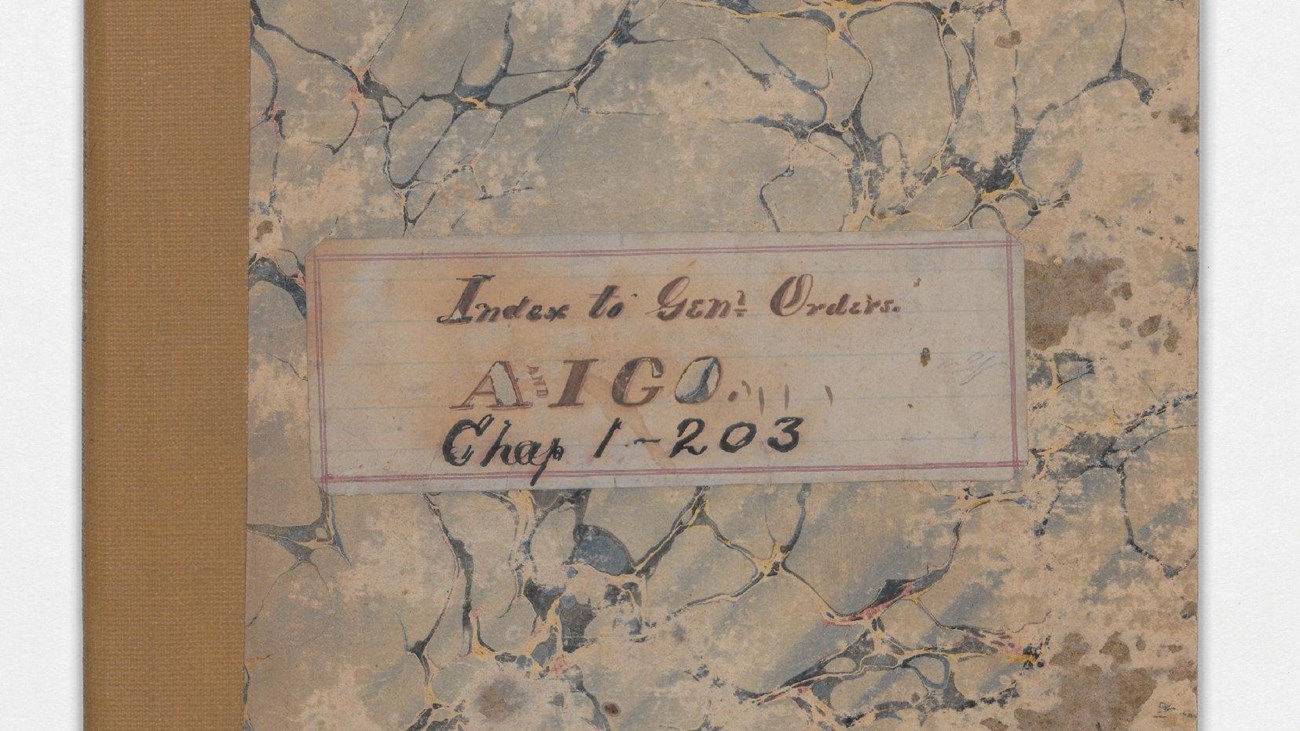 Index to Genl Orders.
A AND I G O.
Chap 1-203